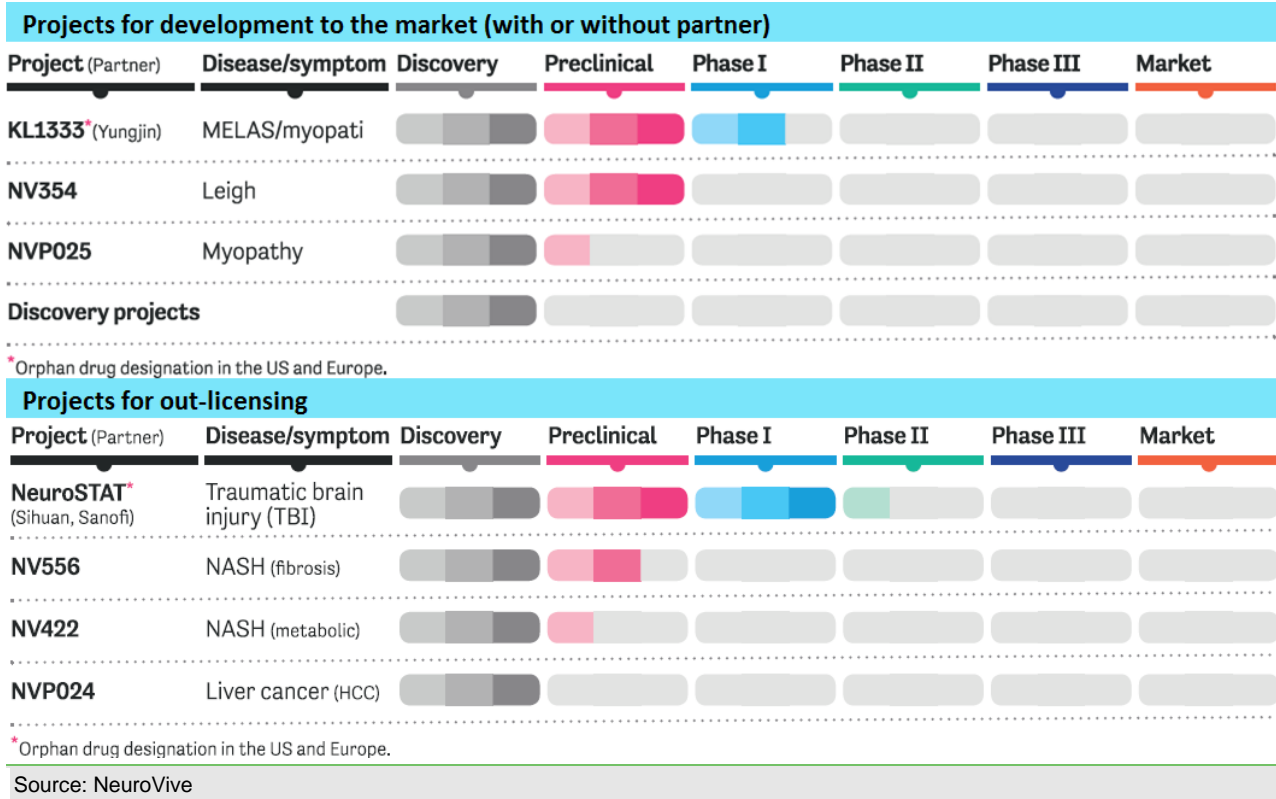 Projects for development to the market (with or without partner)
Project (Partner) Disease/symptom Discovery Preclinical Phase I Phase II Phase III Market
KL1333* (Yungjin) MELAS/myopati
NV354 Leigh
NVP025 Myopathy
Discovery projects
*Orphan drug designation in the US and Europe.
Projects for out-licensing
Project (Partner) Disease/symptom Discovery Preclinical Phase I Phase II Phase III Market
NeuroSTAT* Traumatic brain
(Sihuan, Sanofi) injury (TBI)
NV556 NASH (fibrosis)
NV422 NASH (metabolic)
NVP024 Liver cancer (HCC)
*Orphan drug designation in the US and Europe.
Source: NeuroVive